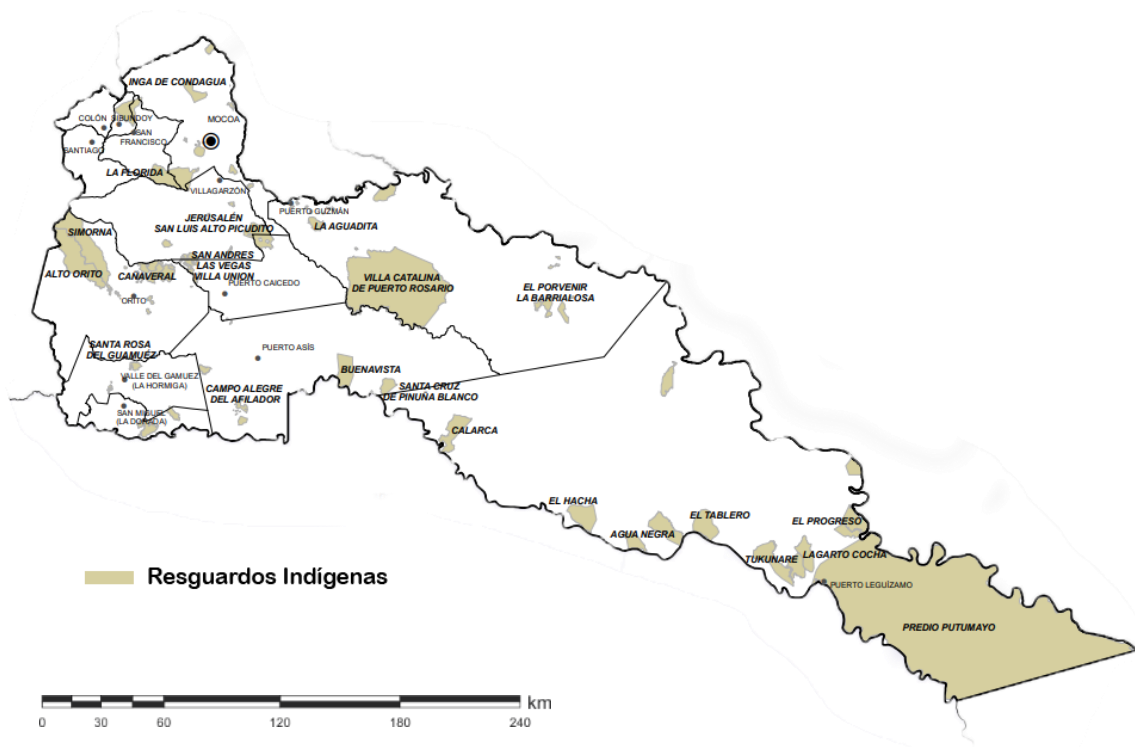 INGA DE CONDAGUA
COLÓN
SIBUNDOY
MOCOA
SAN
FRANCISCO
SANTIAGO
LA FLORIDA
VILLAGARZÓN
PUERTO GUZMÁN
JERUSALÉN
SAN LUIS ALTO PICUDITO
LA AGUADITA
SIMORNA
SAN ANDRES
LAS VEGAS
VILLA UNION
ALTO ORITO
CAÑAVERAL
VILLA CATALINA
DE PUERTO ROSARIO
EL PORVENIR
LA BARRIALOSA
PUERTO CAICEDO
ORITO
SANTA ROSA
DEL GUAMUÉZ
PUERTO ASÍS
BUENAVISTA
VALLE DEL GAMUEZ
(LA HORMIGA)
CAMPO ALEGRE
DEL AFILADOR
SANTA CRUZ
DE PINUÑA BLANCO
SAN MIGUEL
(LA DORADA)
CALARCA
EL HACHA
EL TABLERO
EL PROGRESO
AGUA NEGRA
TUKUNARE
LAGARTO COCHA
PUERTO LEGUÍZAMO
Resguardos Indígenas
PREDIO PUTUMAYO
km
0 30 60 120 180 240